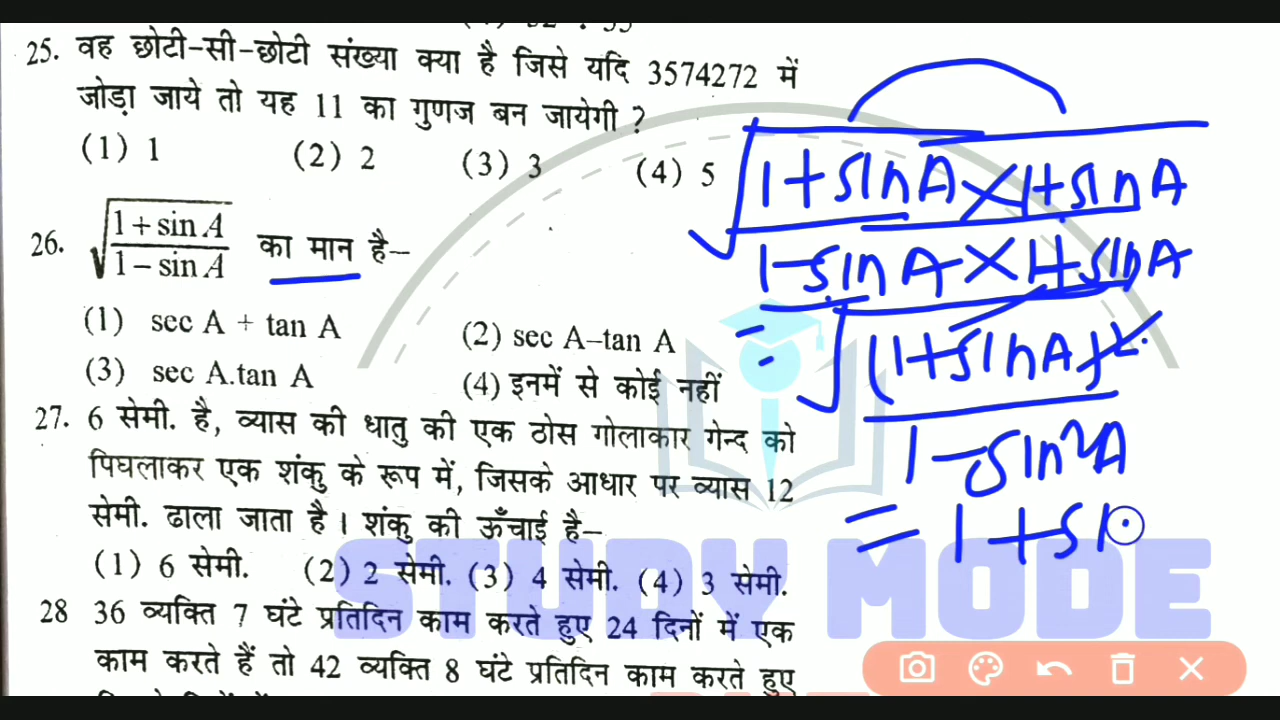 25. वह छोटी-सी-छोटी संख्या क्या है जिसे यदि 3574272 में
जोड़ा जाये तो यह 11 का गुणज बन जायेगी ?
(1) 1 (2) 2 (3) 3 (4) 5
26. √(1 + sin A / 1 – sin A) का मान है–
(1) sec A + tan A (2) sec A–tan A
(3) sec A.tan A (4) इनमें से कोई नहीं
27. 6 सेमी. है, व्यास की धातु की एक ठोस गोलाकार गेन्द को
पिघलाकर एक शंकु के रूप में, जिसके आधार पर व्यास 12
सेमी. ढाला जाता है । शंकु की ऊँचाई है–
(1) 6 सेमी. (2) 2 सेमी. (3) 4 सेमी. (4) 3 सेमी.
28 36 व्यक्ति 7 घंटे प्रतिदिन काम करते हुए 24 दिनों में एक
काम करते हैं तो 42 व्यक्ति 8 घंटे प्रतिदिन काम करते हुए
1+sinA × 1+sinA
1-sinA × 1+sinA
= √(1+sinA)²
1-sin²A
= 1+si
STUDY MODE